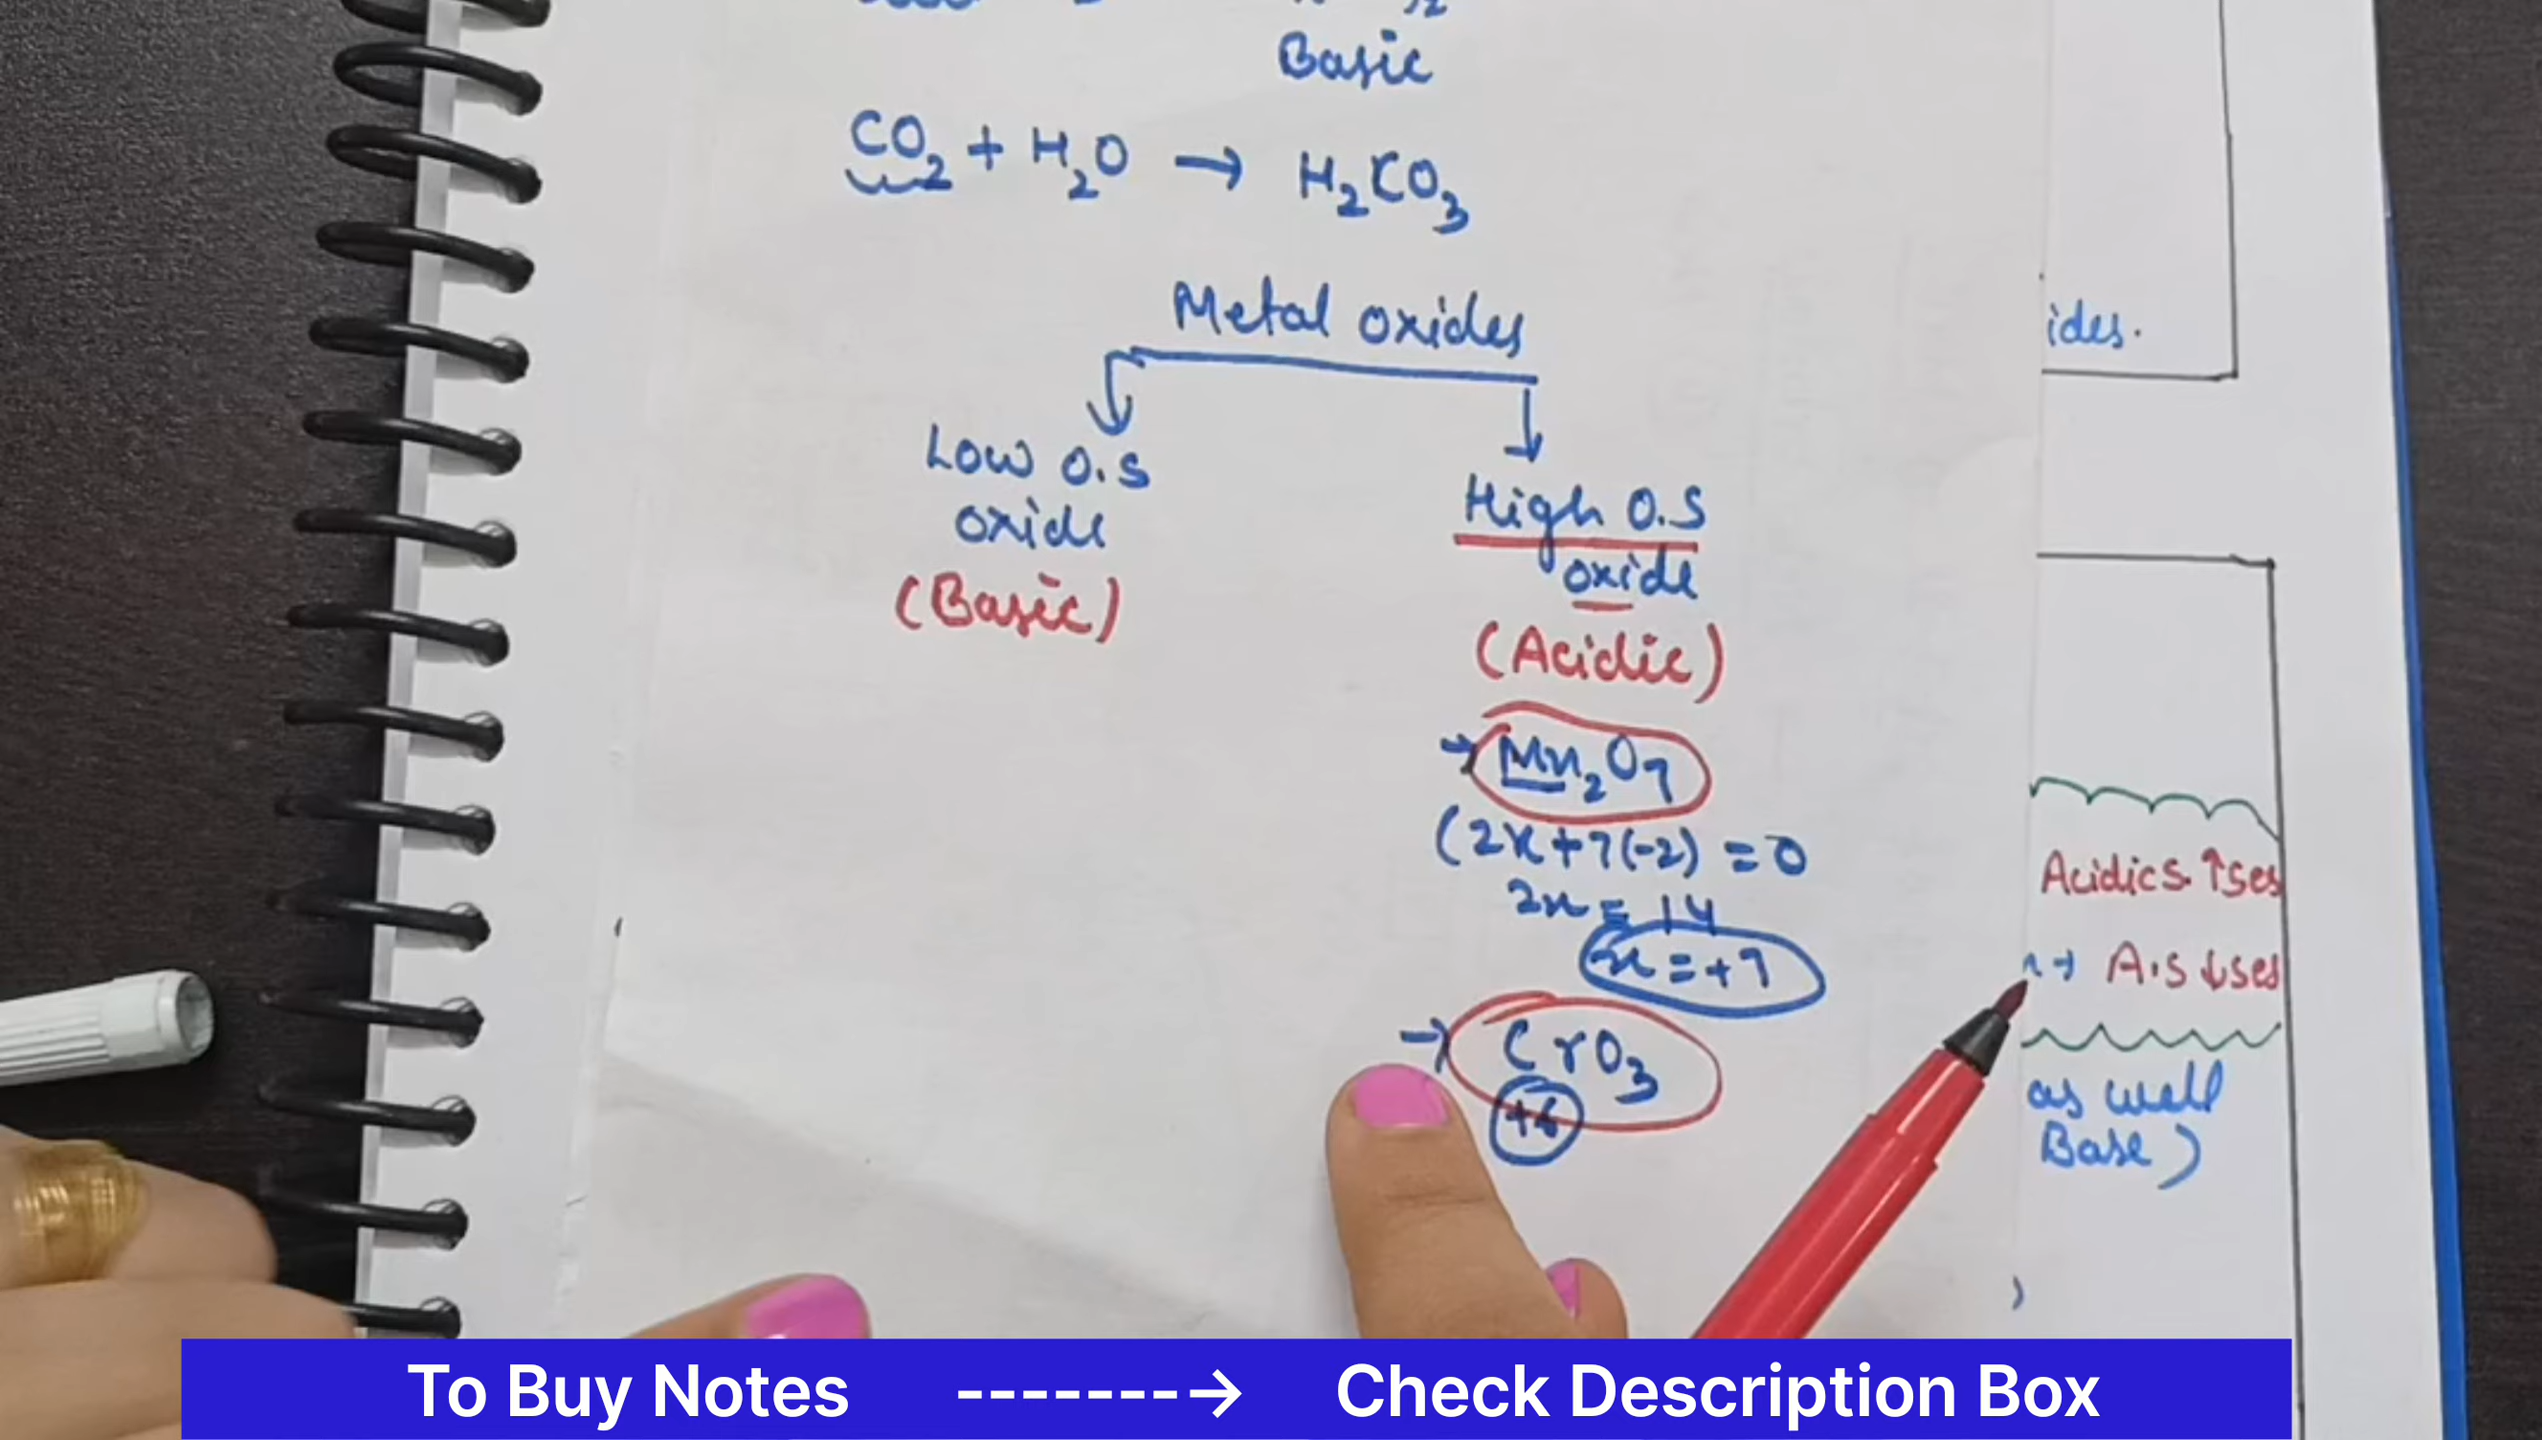 Basic
CO2 + H2O → H2CO3
Metal oxides
Low O.S
oxide
(Basic)
High O.S
oxide
(Acidic)
→ Mn2O7
(2x+7(-2) = 0
2x = 14
x = +7
→ CrO3
+6
ides.
Acidics ↑ses
→ A.S ↓ses
as well
Base)
To Buy Notes -------→ Check Description Box